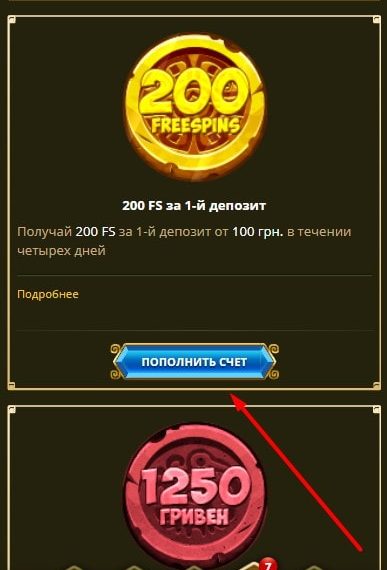 200
FREESPINS
200 FS за 1-й депозит
Получай 200 FS за 1-й депозит от 100 грн. в течении
четырех дней
Подробнее
ПОПОЛНИТЬ СЧЕТ
1250
ГРИВЕН
7